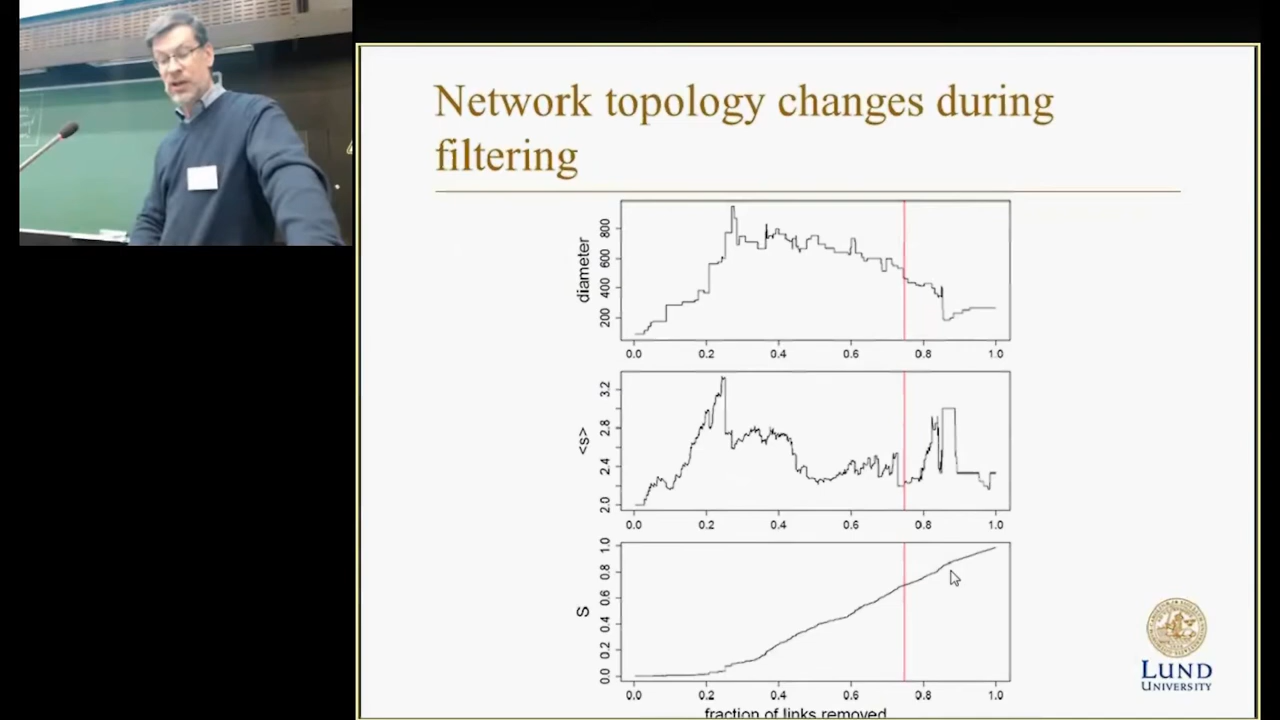 Network topology changes during
filtering
diameter
800
600
400
200
0.0 0.2 0.4 0.6 0.8 1.0
<s>
3.2
2.8
2.4
2.0
0.0 0.2 0.4 0.6 0.8 1.0
S
1.0
0.8
0.6
0.4
0.2
0.0
0.0 0.2 0.4 0.6 0.8 1.0
fraction of links removed
LUND
UNIVERSITY